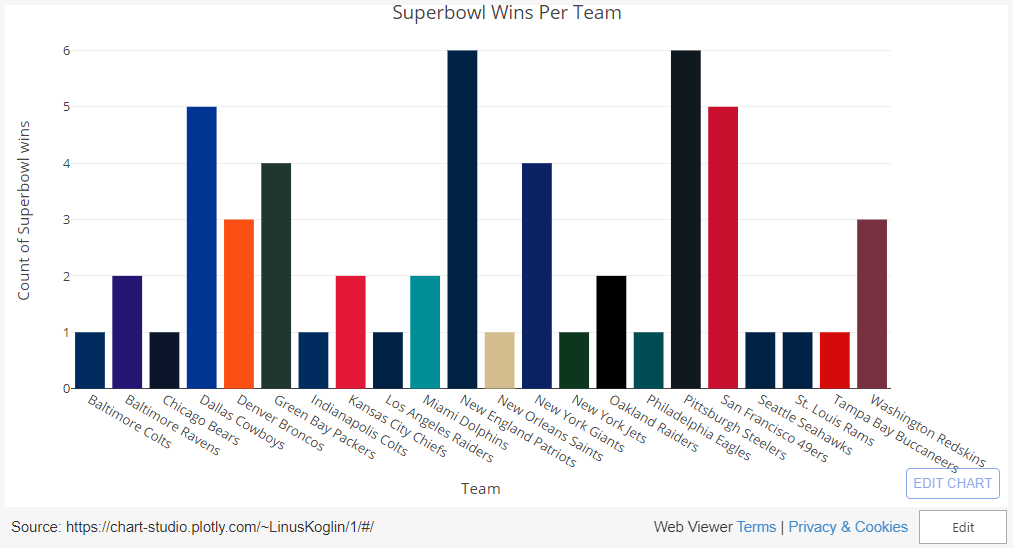 Superbowl Wins Per Team
6
5
4
3
2
1
0
Count of Superbowl wins
Baltimore Colts
Baltimore Ravens
Chicago Bears
Dallas Cowboys
Denver Broncos
Green Bay Packers
Indianapolis Colts
Kansas City Chiefs
Los Angeles Raiders
Miami Dolphins
New England Patriots
New Orleans Saints
New York Giants
New York Jets
Oakland Raiders
Philadelphia Eagles
Pittsburgh Steelers
San Francisco 49ers
Seattle Seahawks
St. Louis Rams
Tampa Bay Buccaneers
Washington Redskins
Team
EDIT CHART
Source: https://chart-studio.plotly.com/~LinusKoglin/1/#/
Web Viewer Terms | Privacy & Cookies
Edit